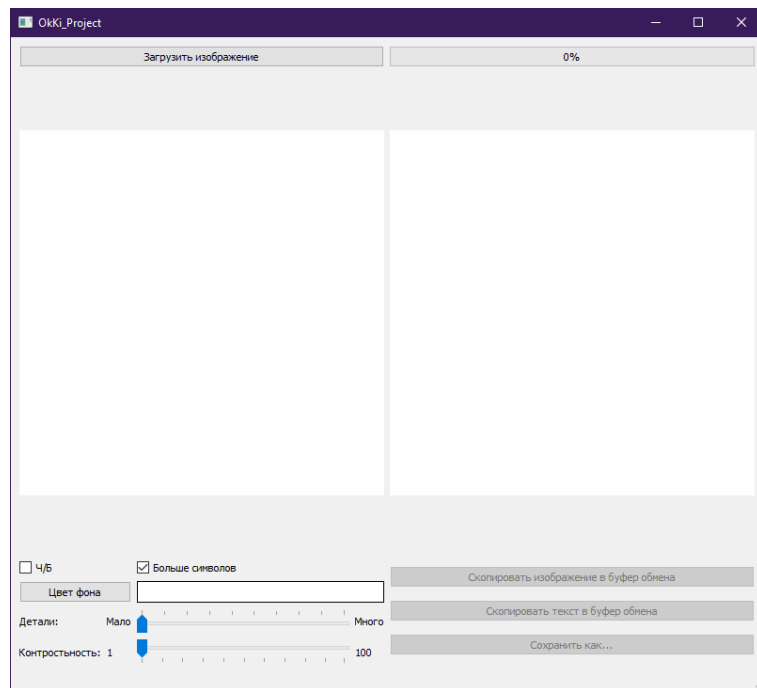 OkKi_Project
Загрузить изображение
0%
Ч/Б
Больше символов
Цвет фона
Детали: Мало Много
Контростьность: 1 100
Скопировать изображение в буфер обмена
Скопировать текст в буфер обмена
Сохранить как...